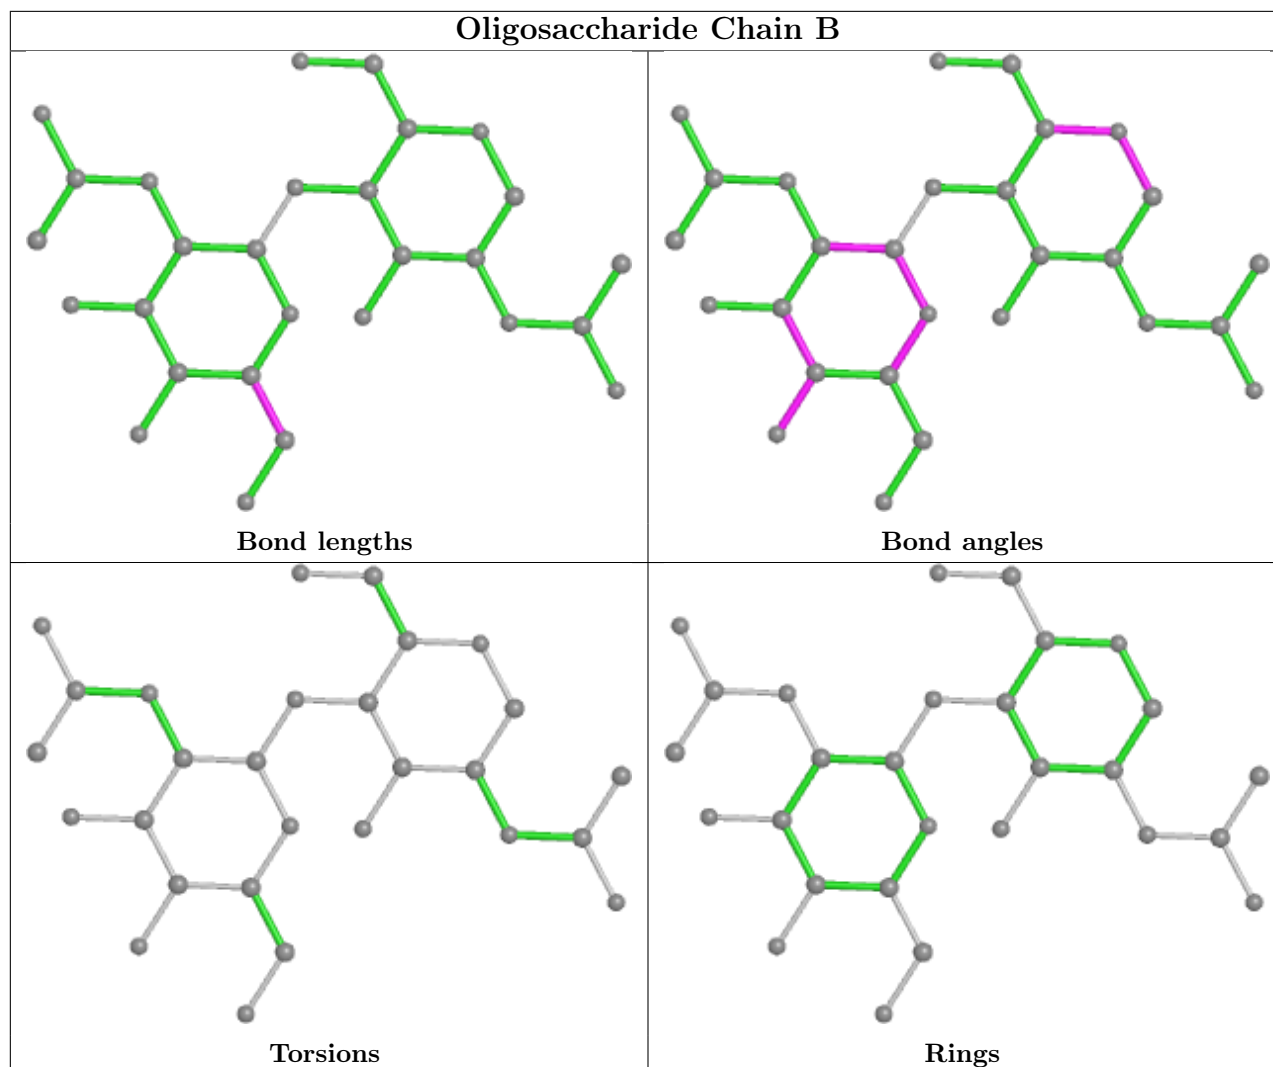 Oligosaccharide Chain B
Bond lengths
Bond angles
Torsions
Rings